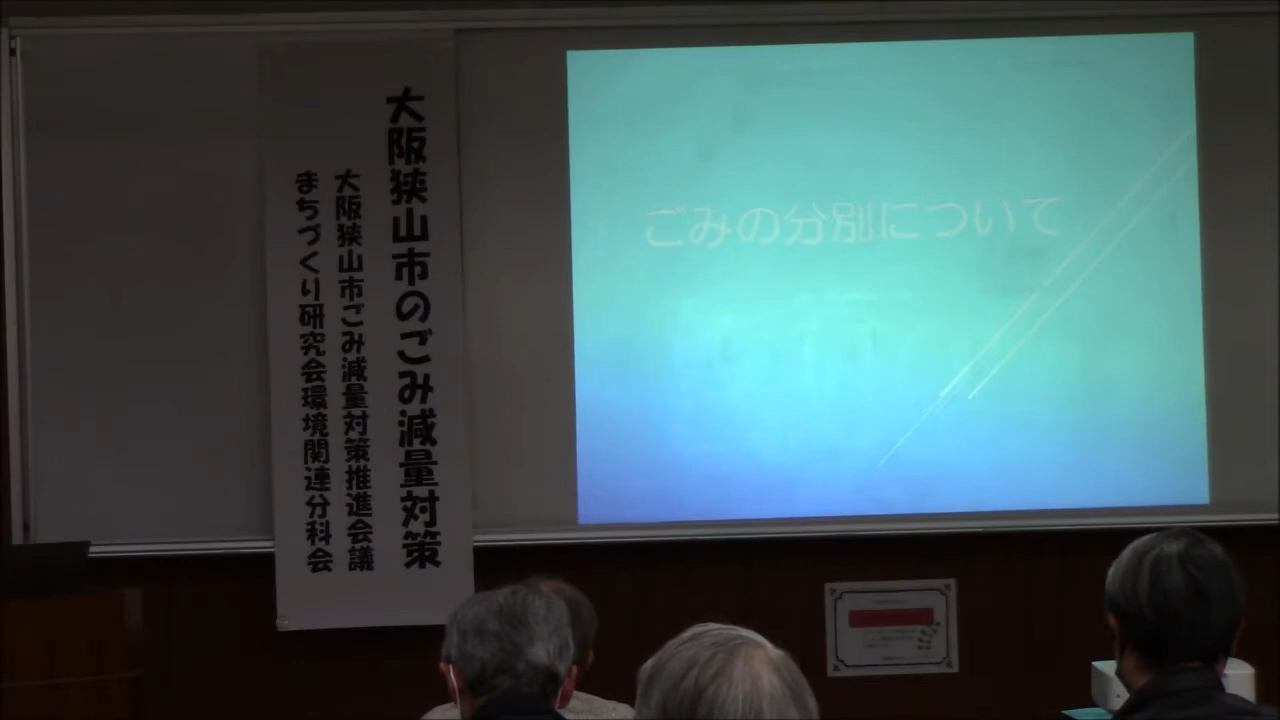 大阪狭山市のごみ減量対策
大阪狭山市ごみ減量対策推進会議
まちづくり研究会環境関連分科会
ごみの分別について